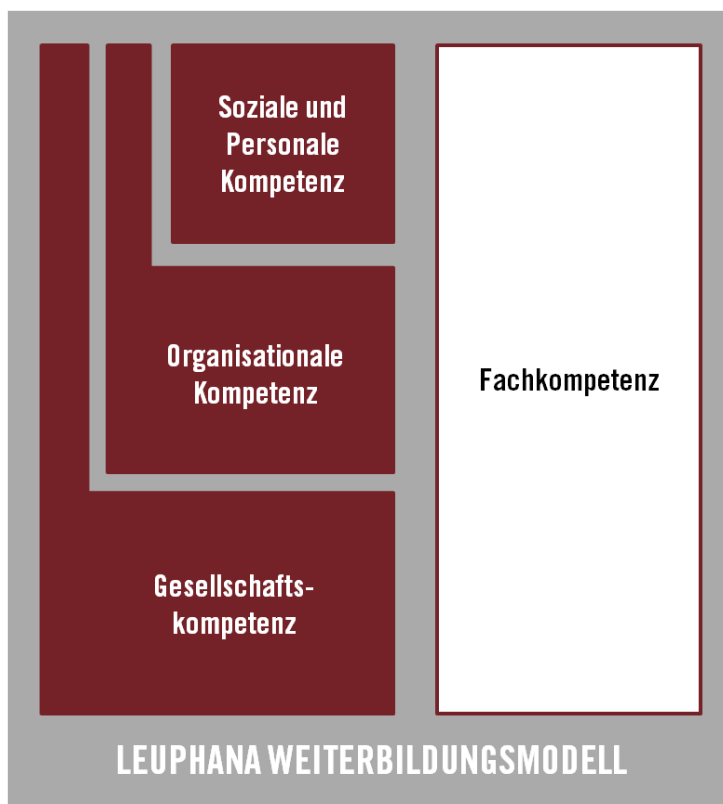 Soziale und
Personale
Kompetenz
Organisationale
Kompetenz
Gesellschafts-
kompetenz
Fachkompetenz
LEUPHANA WEITERBILDUNGSMODELL